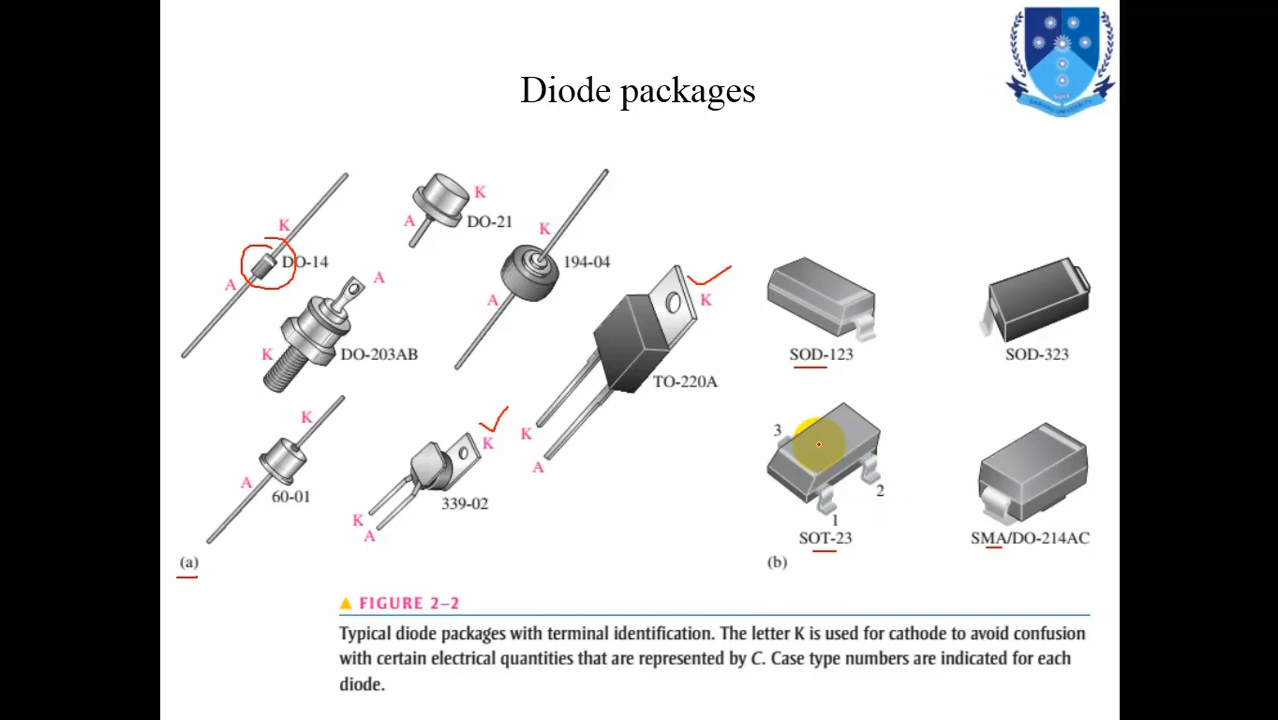 Diode packages
K
A
DO-14
K
A
DO-21
K
A
194-04
A
K
DO-203AB
K
K
A
TO-220A
K
A
60-01
K
K
A
339-02
SOD-123
SOD-323
3
2
1
SOT-23
SMA/DO-214AC
(a)
(b)
▲ FIGURE 2–2
Typical diode packages with terminal identification. The letter K is used for cathode to avoid confusion
with certain electrical quantities that are represented by C. Case type numbers are indicated for each
diode.